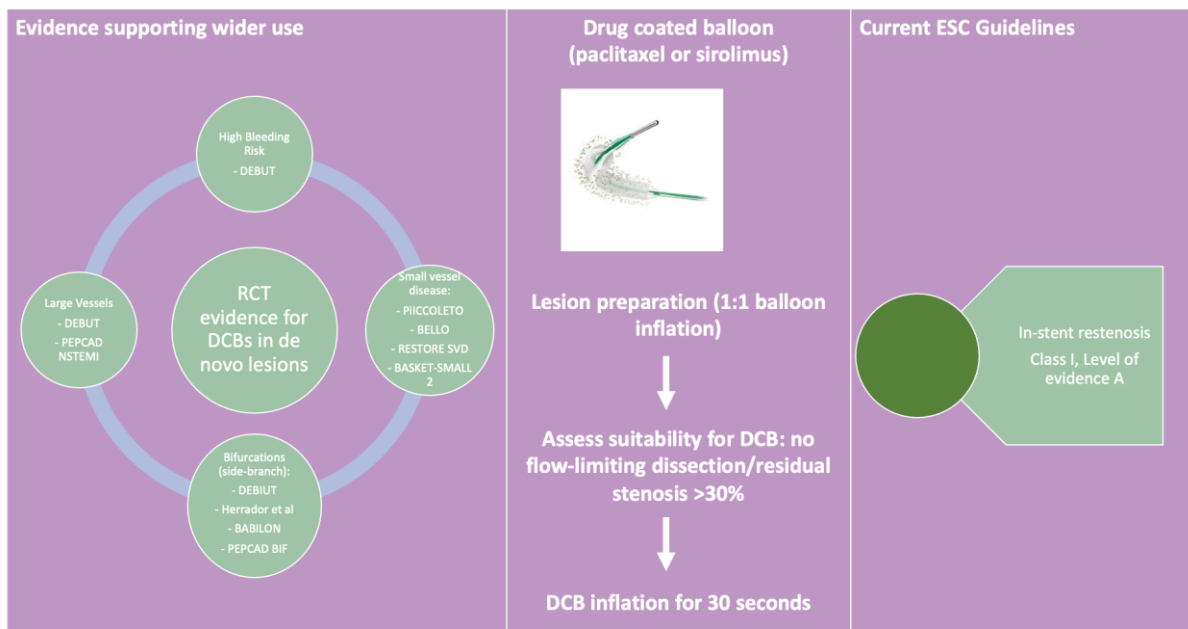 Evidence supporting wider use
High Bleeding
Risk
- DEBUT
Large Vessels
- DEBUT
- PEPCAD
NSTEMI
RCT
evidence for
DCBs in de
novo lesions
Small vessel
disease:
- PIICCOLETO
- BELLO
- RESTORE SVD
- BASKET-SMALL
2
Bifurcations
(side-branch):
- DEBIUT
- Herrador et al
- BABILON
- PEPCAD BIF
Drug coated balloon
(paclitaxel or sirolimus)
Lesion preparation (1:1 balloon
inflation)
Assess suitability for DCB: no
flow-limiting dissection/residual
stenosis >30%
DCB inflation for 30 seconds
Current ESC Guidelines
In-stent restenosis
Class I, Level of
evidence A